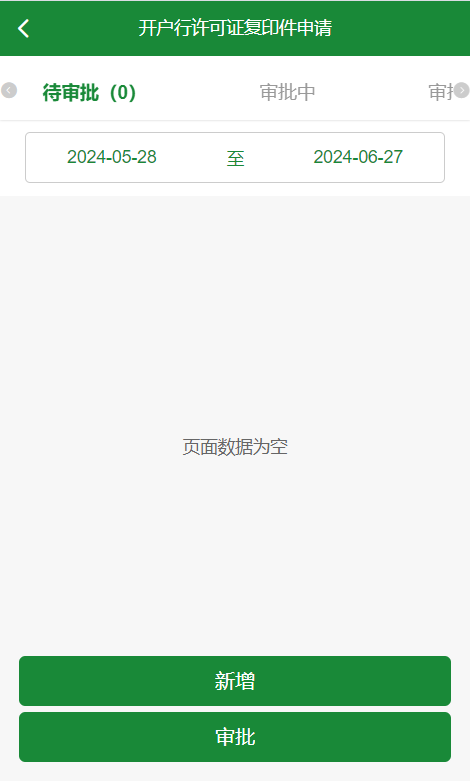 开户行许可证复印件申请
待审批（0） 审批中 审
2024-05-28 至 2024-06-27
页面数据为空
新增
审批